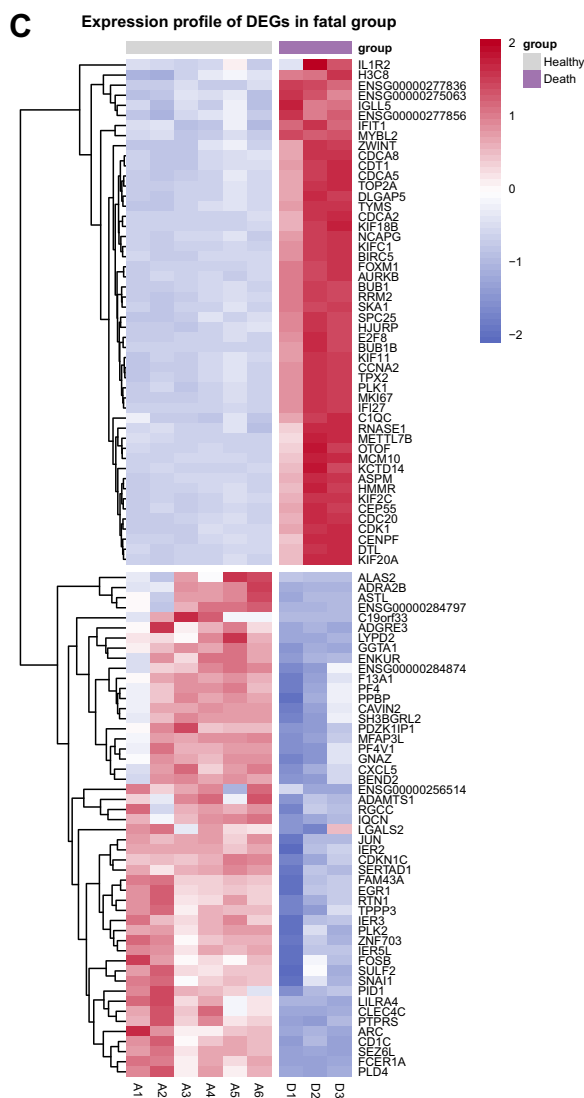 C
Expression profile of DEGs in fatal group
group
IL1R2
H3C8
ENSG00000277836
ENSG00000275063
IGLL5
ENSG00000277856
IFIT1
MYBL2
ZWINT
CDCA8
CDT1
CDCA5
TOP2A
DLGAP5
TYMS
CDCA2
KIF18B
NCAPG
KIFC1
BIRC5
FOXM1
AURKB
BUB1
RRM2
SKA1
SPC25
HJURP
E2F8
BUB1B
KIF11
CCNA2
TPX2
PLK1
MKI67
IFI27
C1QC
RNASE1
METTL7B
OTOF
MCM10
KCTD14
ASPM
HMMR
KIF2C
CEP55
CDC20
CDK1
CENPF
DTL
KIF20A
ALAS2
ADRA2B
ASTL
ENSG00000284797
C19orf33
ADGRE3
LYPD2
GGTA1
ENKUR
ENSG00000284874
F13A1
PF4
PPBP
CAVIN2
SH3BGRL2
PDZK1IP1
MFAP3L
PF4V1
GNAZ
CXCL5
BEND2
ENSG00000256514
ADAMTS1
RGCC
IQCN
LGALS2
JUN
IER2
CDKN1C
SERTAD1
FAM43A
EGR1
RTN1
TPPP3
IER3
PLK2
ZNF703
IER5L
FOSB
SULF2
SNAI1
PID1
LILRA4
CLEC4C
PTPRS
ARC
CD1C
SEZ6L
FCER1A
PLD4
A1 A2 A3 A4 A5 A6 D1 D2 D3
2
1
0
−1
−2
group
Healthy
Death